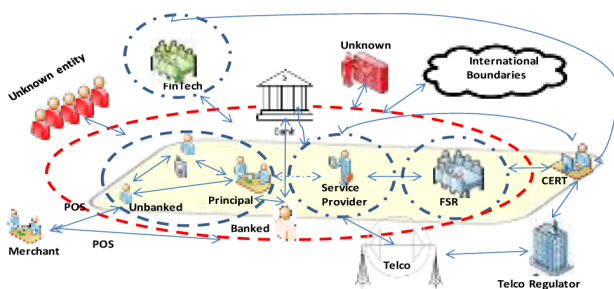 Unknown entity
FinTech
Unknown
International
Boundaries
Bank
CERT
POS
Unbanked
Principal
Service
Provider
FSR
Banked
Merchant
POS
Telco
Telco Regulator